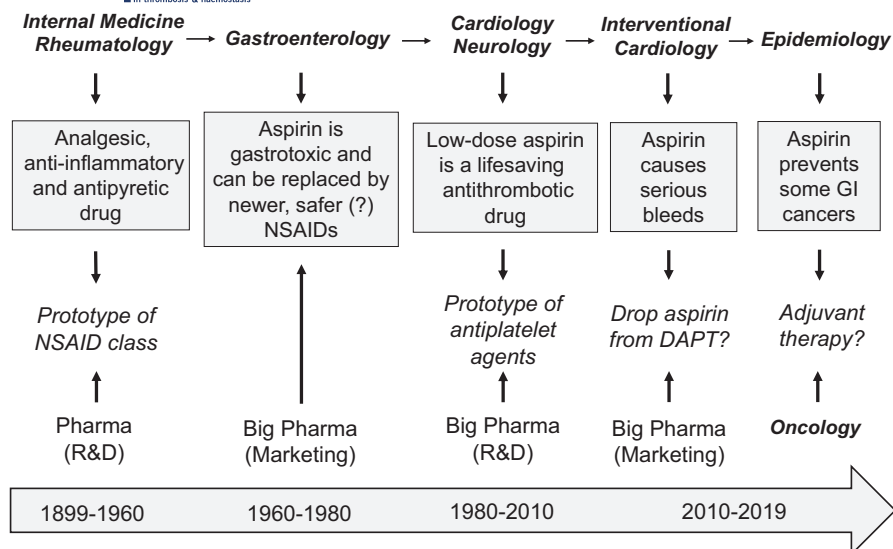 in thrombosis & haemostasis
Internal Medicine
Rheumatology
Gastroenterology
Cardiology
Neurology
Interventional
Cardiology
Epidemiology
Analgesic,
anti-inflammatory
and antipyretic
drug
Aspirin is
gastrotoxic and
can be replaced by
newer, safer (?)
NSAIDs
Low-dose aspirin
is a lifesaving
antithrombotic
drug
Aspirin
causes
serious
bleeds
Aspirin
prevents
some GI
cancers
Prototype of
NSAID class
Prototype of
antiplatelet
agents
Drop aspirin
from DAPT?
Adjuvant
therapy?
Pharma
(R&D)
Big Pharma
(Marketing)
Big Pharma
(R&D)
Big Pharma
(Marketing)
Oncology
1899-1960
1960-1980
1980-2010
2010-2019